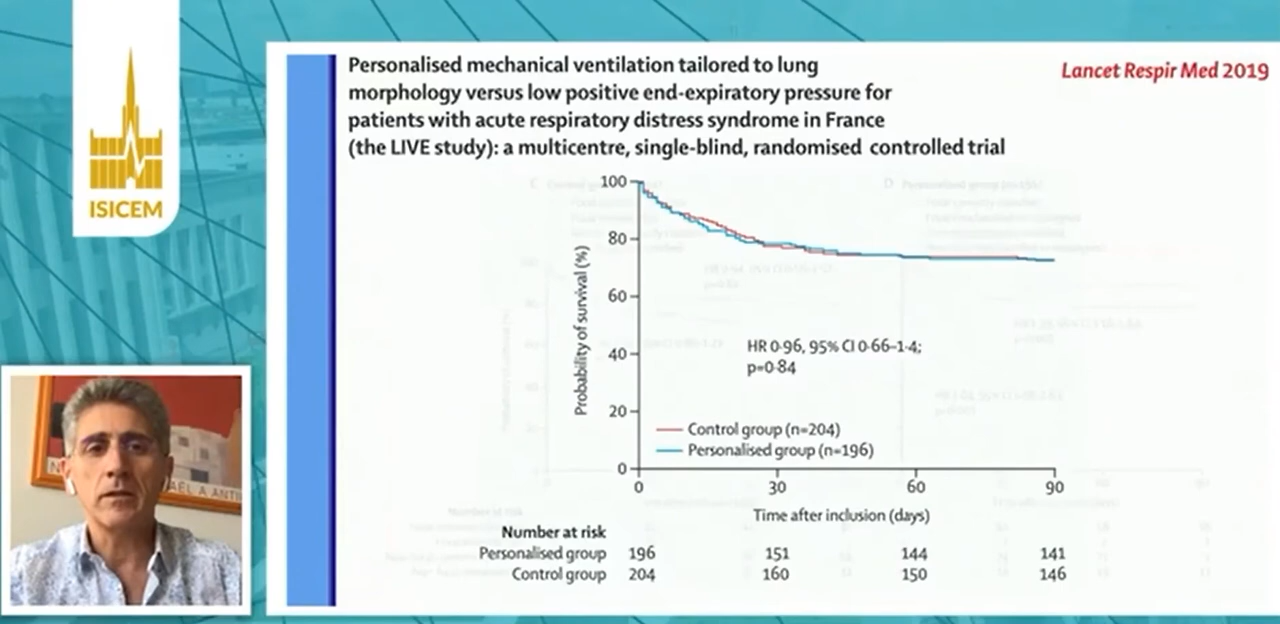 ISICEM
Personalised mechanical ventilation tailored to lung
morphology versus low positive end-expiratory pressure for
patients with acute respiratory distress syndrome in France
(the LIVE study): a multicentre, single-blind, randomised controlled trial
Lancet Respir Med 2019
100
80
60
40
20
0
Probability of survival (%)
HR 0·96, 95% CI 0·66–1·4;
p=0·84
Control group (n=204)
Personalised group (n=196)
0 30 60 90
Time after inclusion (days)
Number at risk
Personalised group 196 151 144 141
Control group 204 160 150 146